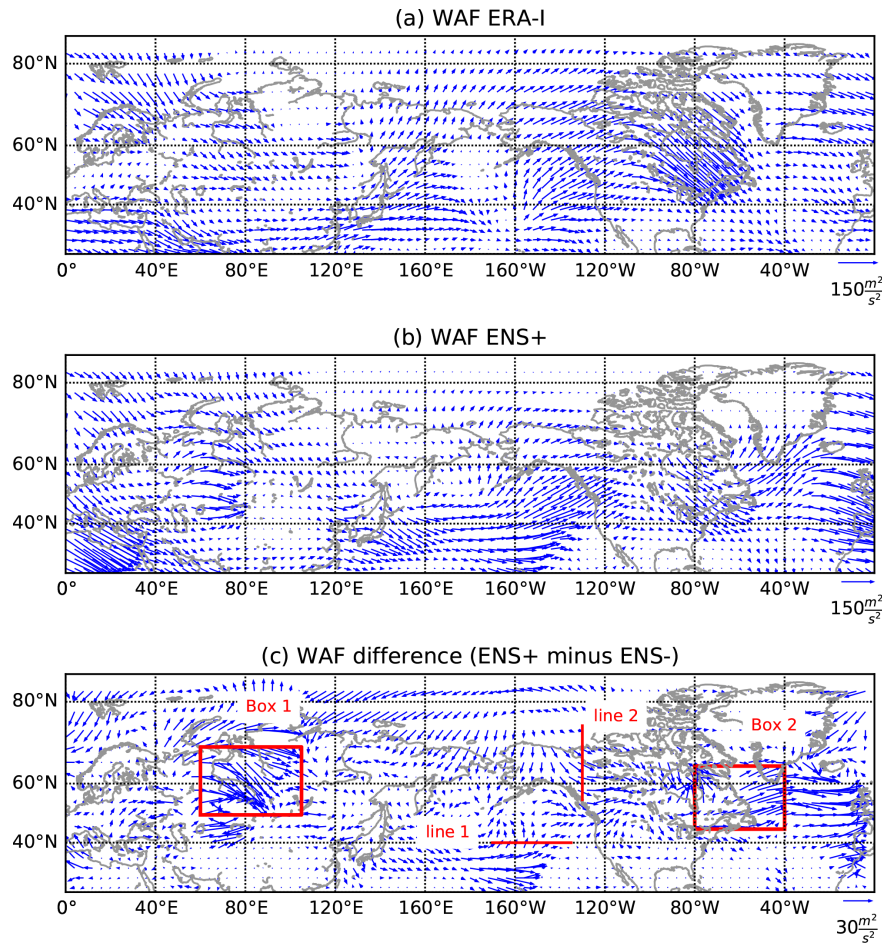 (a) WAF ERA-I
80°N
60°N
40°N
0° 40°E 80°E 120°E 160°E 160°W 120°W 80°W 40°W
150 m²/s²
(b) WAF ENS+
80°N
60°N
40°N
0° 40°E 80°E 120°E 160°E 160°W 120°W 80°W 40°W
150 m²/s²
(c) WAF difference (ENS+ minus ENS-)
80°N
Box 1
line 2
Box 2
60°N
line 1
40°N
0° 40°E 80°E 120°E 160°E 160°W 120°W 80°W 40°W
30 m²/s²